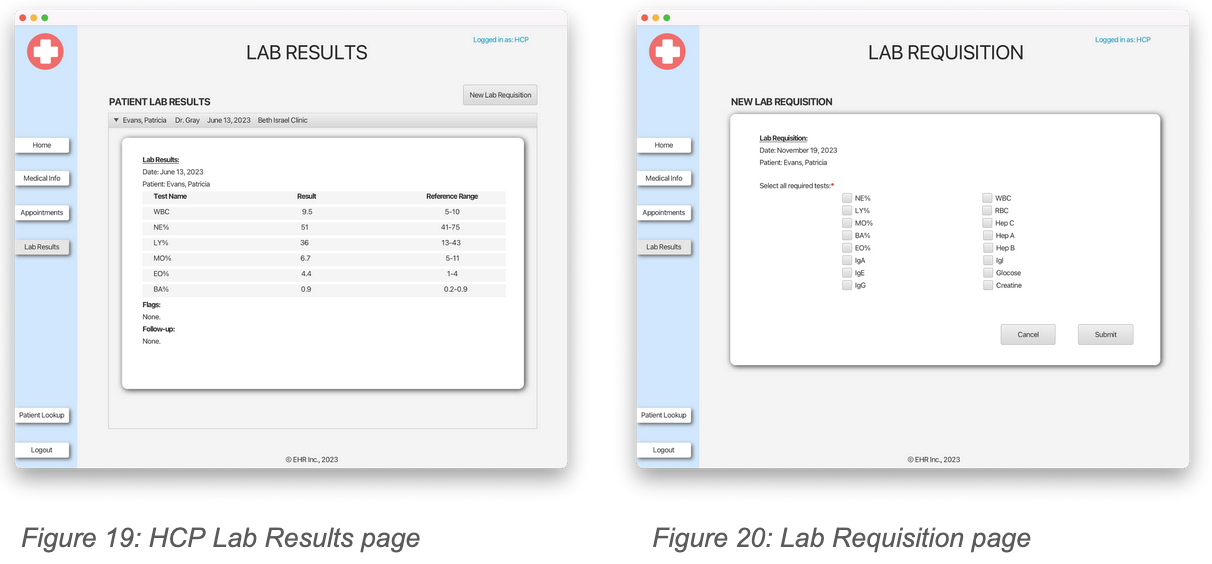 Logged in as: HCP
LAB RESULTS
New Lab Requisition
PATIENT LAB RESULTS
Evans, Patricia Dr. Gray June 13, 2023 Beth Israel Clinic
Lab Results:
Date: June 13, 2023
Patient: Evans, Patricia
Test Name Result Reference Range
WBC 9.5 5-10
NE% 51 41-75
LY% 36 13-43
MO% 6.7 5-11
EO% 4.4 1-4
BA% 0.9 0.2-0.9
Flags:
None.
Follow-up:
None.
Home
Medical Info
Appointments
Lab Results
Patient Lookup
Logout
© EHR Inc., 2023
Figure 19: HCP Lab Results page
Logged in as: HCP
LAB REQUISITION
NEW LAB REQUISITION
Lab Requisition:
Date: November 19, 2023
Patient: Evans, Patricia
Select all required tests:*
NE% WBC
LY% RBC
MO% Hep C
BA% Hep A
EO% Hep B
IgA IgI
IgE Glucose
IgG Creatine
Cancel Submit
Home
Medical Info
Appointments
Lab Results
Patient Lookup
Logout
© EHR Inc., 2023
Figure 20: Lab Requisition page